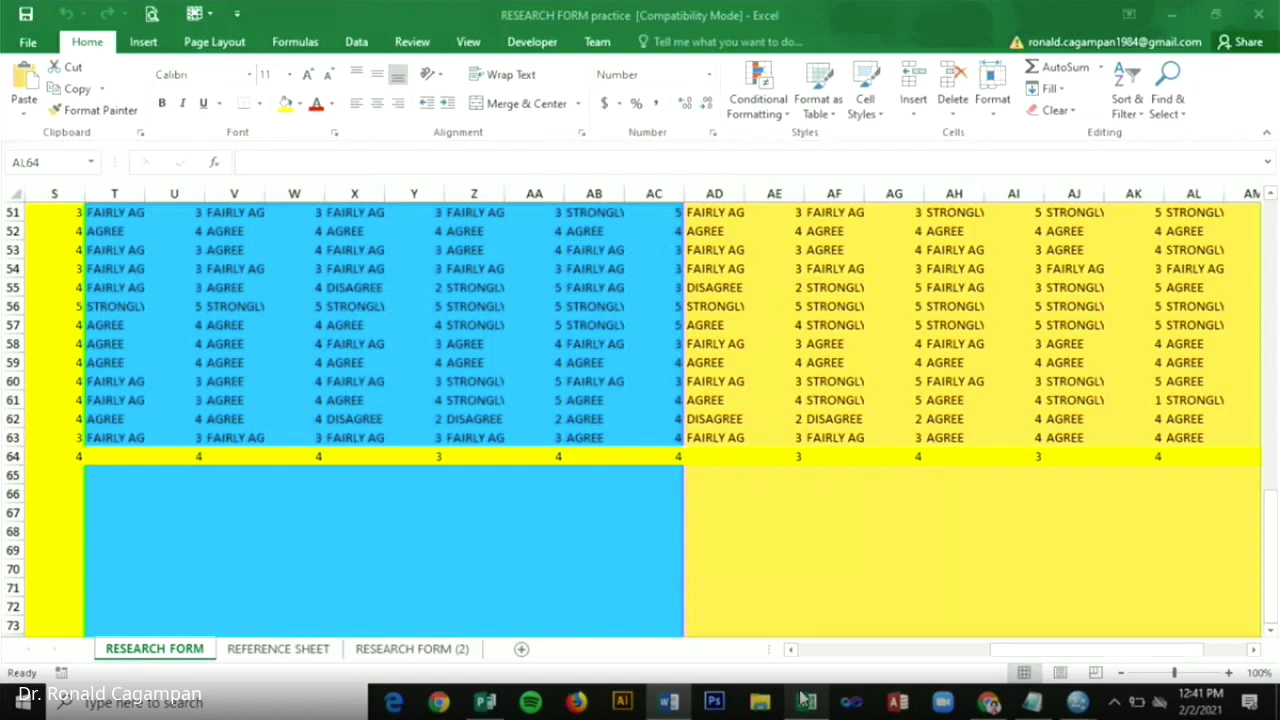 RESEARCH FORM practice [Compatibility Mode] - Excel
File Home Insert Page Layout Formulas Data Review View Developer Team Tell me what you want to do... ronald.cagampan1984@gmail.com Share
Paste Cut Copy Format Painter Calibri 11 B I U Wrap Text Merge & Center Number $ % Conditional Formatting Format as Table Cell Styles Insert Delete Format AutoSum Fill Clear Sort & Filter Find & Select
Clipboard Font Alignment Number Styles Cells Editing
AL64 fx
S T U V W X Y Z AA AB AC AD AE AF AG AH AI AJ AK AL AM
51 3 FAIRLY AG 3 FAIRLY AG 3 FAIRLY AG 3 FAIRLY AG 3 STRONGLY 5 FAIRLY AG 3 FAIRLY AG 3 STRONGLY 5 STRONGLY 5 STRONGLY
52 4 AGREE 4 AGREE 4 AGREE 4 AGREE 4 AGREE 4 AGREE 4 AGREE 4 AGREE 4 AGREE 4 AGREE
53 4 FAIRLY AG 3 AGREE 4 FAIRLY AG 3 AGREE 4 FAIRLY AG 3 FAIRLY AG 3 AGREE 4 FAIRLY AG 3 AGREE 4 STRONGLY
54 3 FAIRLY AG 3 FAIRLY AG 3 FAIRLY AG 3 FAIRLY AG 3 FAIRLY AG 3 FAIRLY AG 3 FAIRLY AG 3 FAIRLY AG 3 FAIRLY AG 3 FAIRLY AG
55 4 FAIRLY AG 3 AGREE 4 DISAGREE 2 STRONGLY 5 FAIRLY AG 3 DISAGREE 2 STRONGLY 5 FAIRLY AG 3 STRONGLY 5 AGREE
56 5 STRONGLY 5 STRONGLY 5 STRONGLY 5 STRONGLY 5 STRONGLY 5 STRONGLY 5 STRONGLY 5 STRONGLY 5 STRONGLY 5 STRONGLY
57 4 AGREE 4 AGREE 4 AGREE 4 STRONGLY 5 STRONGLY 5 AGREE 4 STRONGLY 5 STRONGLY 5 STRONGLY 5 STRONGLY
58 4 AGREE 4 AGREE 4 FAIRLY AG 3 AGREE 4 FAIRLY AG 3 FAIRLY AG 3 AGREE 4 FAIRLY AG 3 AGREE 4 AGREE
59 4 AGREE 4 AGREE 4 AGREE 4 AGREE 4 AGREE 4 AGREE 4 AGREE 4 AGREE 4 AGREE 4 AGREE
60 4 FAIRLY AG 3 AGREE 4 FAIRLY AG 3 STRONGLY 5 FAIRLY AG 3 FAIRLY AG 3 STRONGLY 5 FAIRLY AG 3 STRONGLY 5 AGREE
61 4 FAIRLY AG 3 AGREE 4 AGREE 4 STRONGLY 5 AGREE 4 AGREE 4 STRONGLY 5 AGREE 4 STRONGLY 1 STRONGLY
62 4 AGREE 4 AGREE 4 DISAGREE 2 DISAGREE 2 AGREE 4 DISAGREE 2 DISAGREE 2 AGREE 4 AGREE 4 AGREE
63 3 FAIRLY AG 3 FAIRLY AG 3 FAIRLY AG 3 FAIRLY AG 3 AGREE 4 FAIRLY AG 3 FAIRLY AG 3 AGREE 4 AGREE 4 AGREE
64 4 4 4 3 4 4 3 4 3 4
65
66
67
68
69
70
71
72
73
RESEARCH FORM REFERENCE SHEET RESEARCH FORM (2)
Ready 100%
Dr. Ronald Cagampan
Type here to search
12:41 PM
2/2/2021